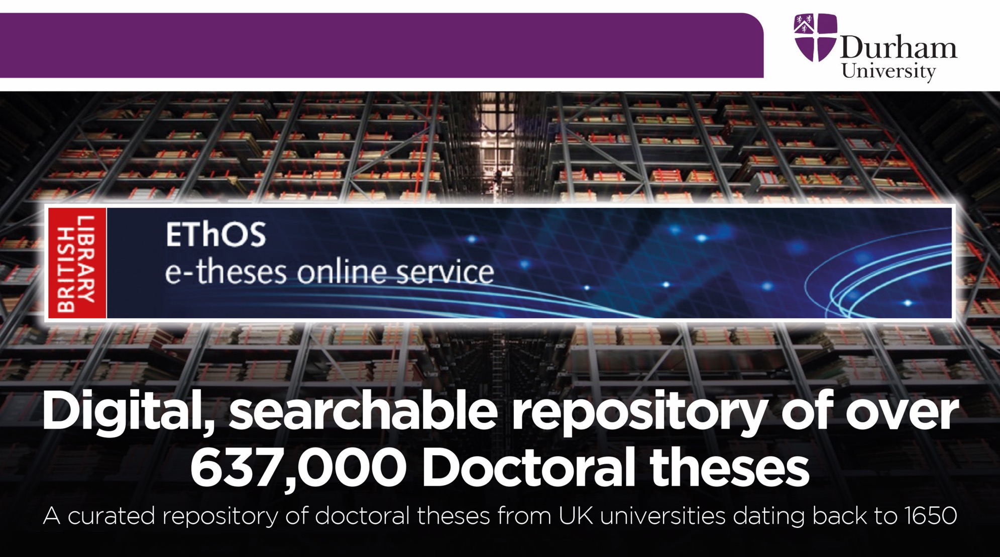 Durham
University
BRITISH
LIBRARY
EThOS
e-theses online service
Digital, searchable repository of over
637,000 Doctoral theses
A curated repository of doctoral theses from UK universities dating back to 1650